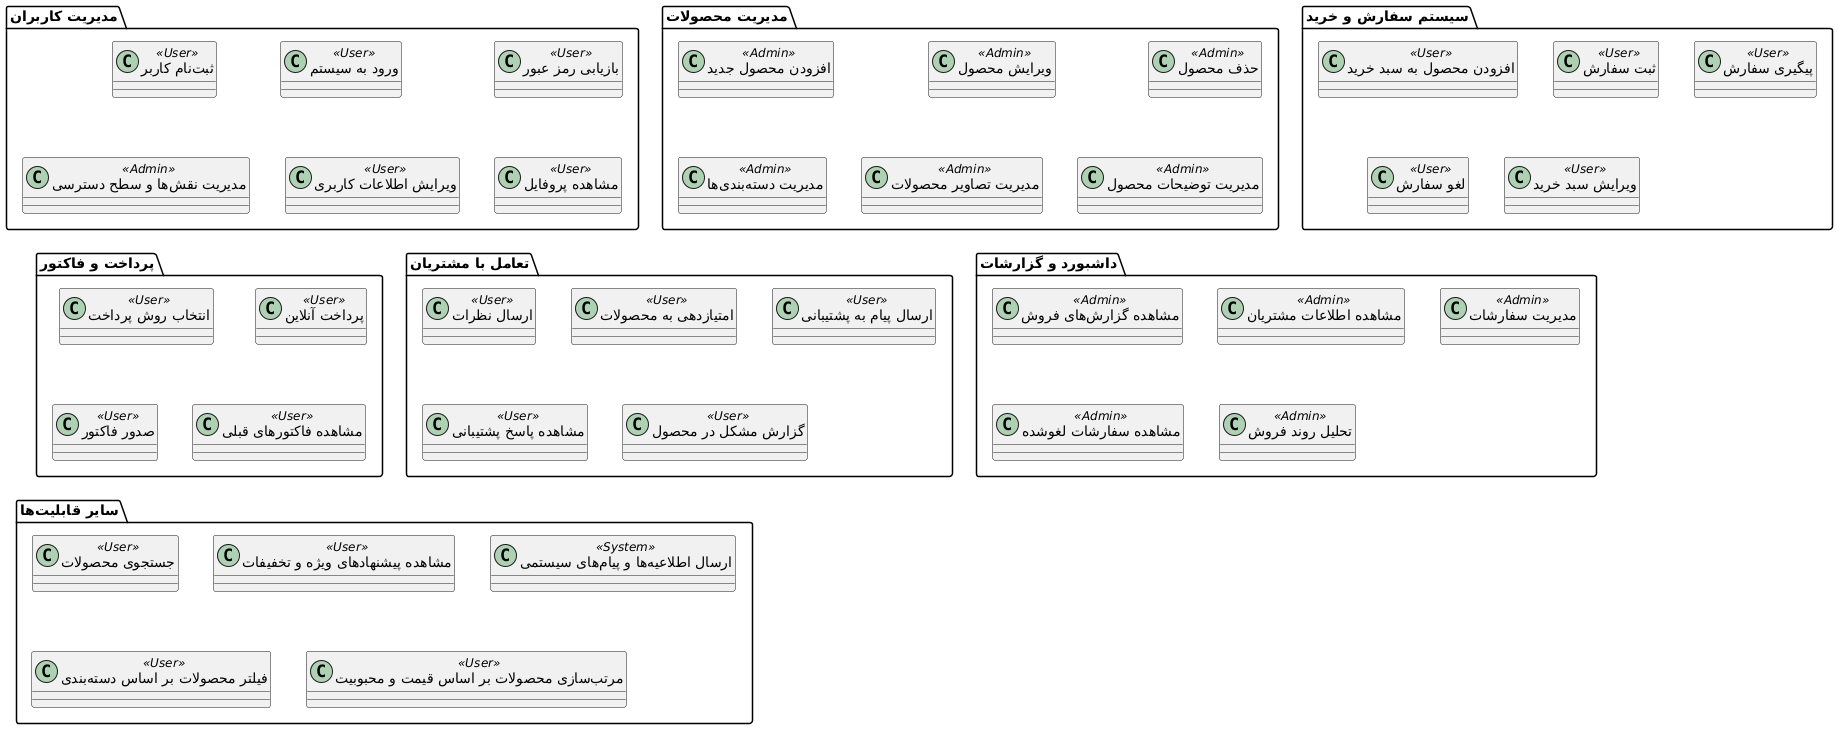 مدیریت کاربران
«User»
C ثبت‌نام کاربر
«User»
C ورود به سیستم
«User»
C بازیابی رمز عبور
«Admin»
C مدیریت نقش‌ها و سطح دسترسی
«User»
C ویرایش اطلاعات کاربری
«User»
C مشاهده پروفایل
مدیریت محصولات
«Admin»
C افزودن محصول جدید
«Admin»
C ویرایش محصول
«Admin»
C حذف محصول
«Admin»
C مدیریت دسته‌بندی‌ها
«Admin»
C مدیریت تصاویر محصولات
«Admin»
C مدیریت توضیحات محصول
سیستم سفارش و خرید
«User»
C افزودن محصول به سبد خرید
«User»
C ثبت سفارش
«User»
C پیگیری سفارش
«User»
C لغو سفارش
«User»
C ویرایش سبد خرید
پرداخت و فاکتور
«User»
C انتخاب روش پرداخت
«User»
C پرداخت آنلاین
«User»
C صدور فاکتور
«User»
C مشاهده فاکتورهای قبلی
تعامل با مشتریان
«User»
C ارسال نظرات
«User»
C امتیازدهی به محصولات
«User»
C ارسال پیام به پشتیبانی
«User»
C مشاهده پاسخ پشتیبانی
«User»
C گزارش مشکل در محصول
داشبورد و گزارشات
«Admin»
C مشاهده گزارش‌های فروش
«Admin»
C مشاهده اطلاعات مشتریان
«Admin»
C مدیریت سفارشات
«Admin»
C مشاهده سفارشات لغوشده
«Admin»
C تحلیل روند فروش
سایر قابلیت‌ها
«User»
C جستجوی محصولات
«User»
C مشاهده پیشنهادهای ویژه و تخفیفات
«System»
C ارسال اطلاعیه‌ها و پیام‌های سیستمی
«User»
C فیلتر محصولات بر اساس دسته‌بندی
«User»
C مرتب‌سازی محصولات بر اساس قیمت و محبوبیت